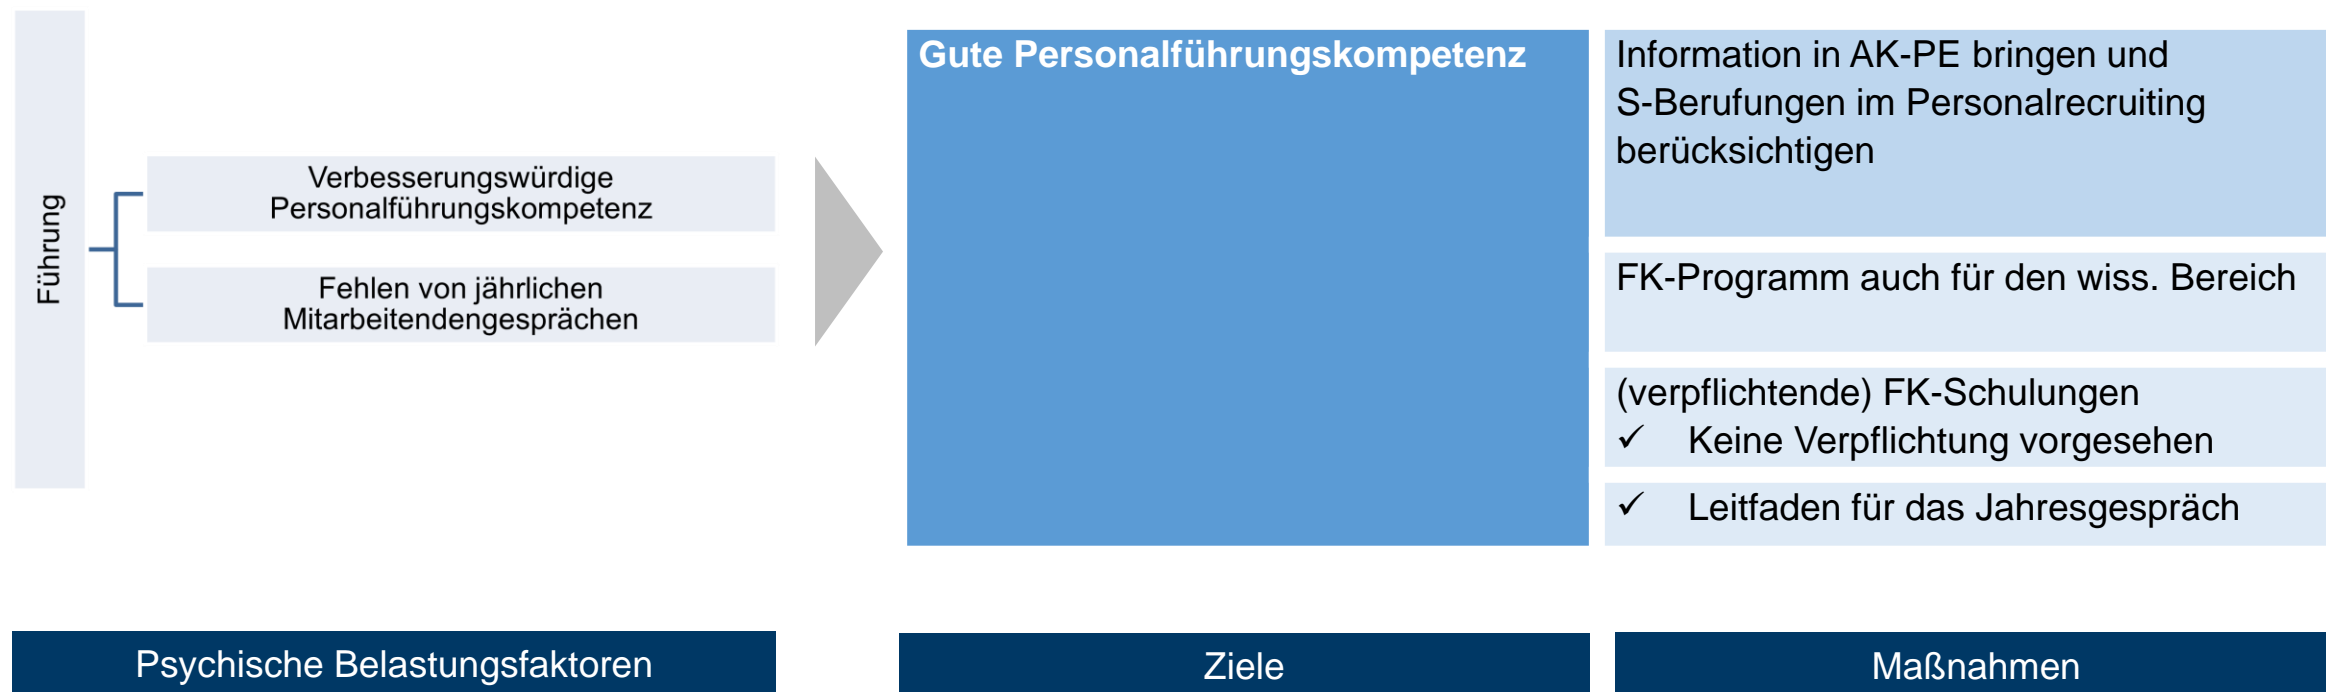 Führung
Verbesserungswürdige
Personalführungskompetenz
Fehlen von jährlichen
Mitarbeitendengesprächen
Gute Personalführungskompetenz
Information in AK-PE bringen und
S-Berufungen im Personalrecruiting
berücksichtigen
FK-Programm auch für den wiss. Bereich
(verpflichtende) FK-Schulungen
✓ Keine Verpflichtung vorgesehen
✓ Leitfaden für das Jahresgespräch
Psychische Belastungsfaktoren
Ziele
Maßnahmen